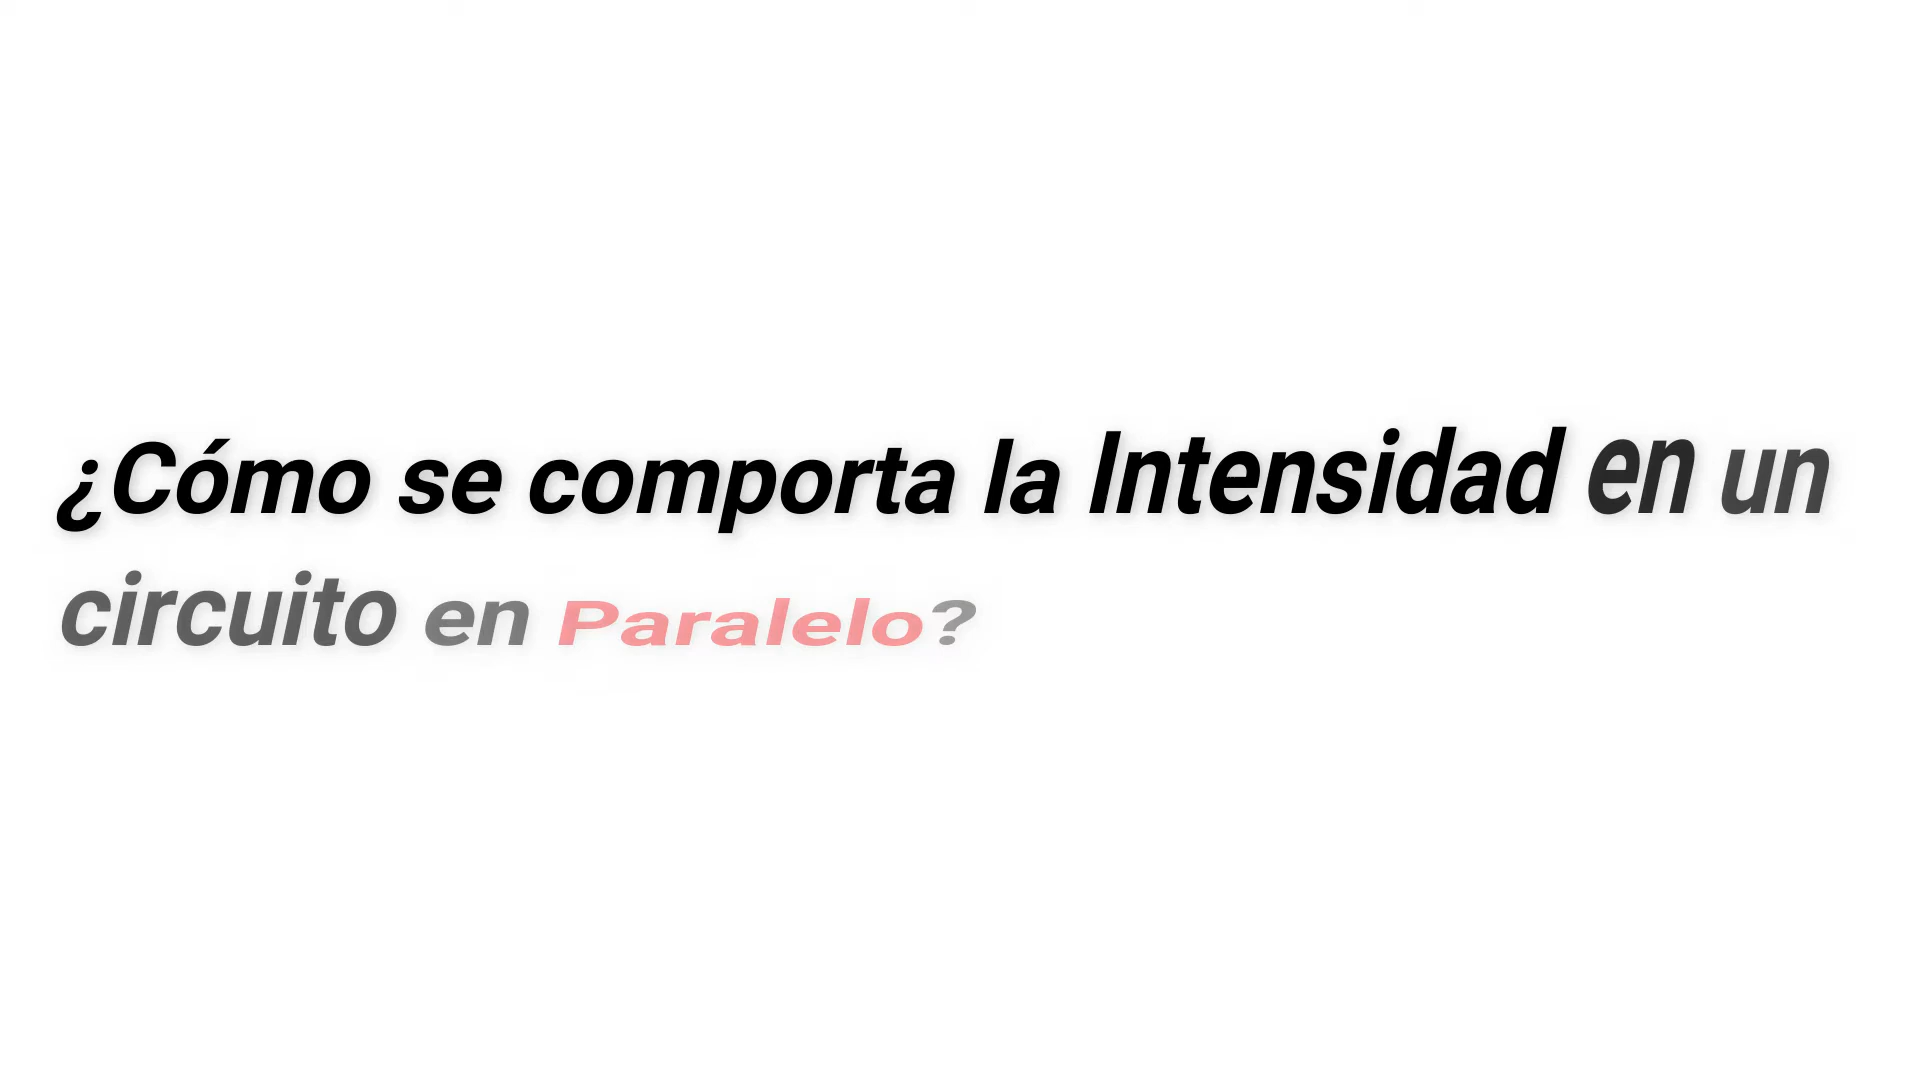 ¿Cómo se comporta la Intensidad en un
circuito en Paralelo?